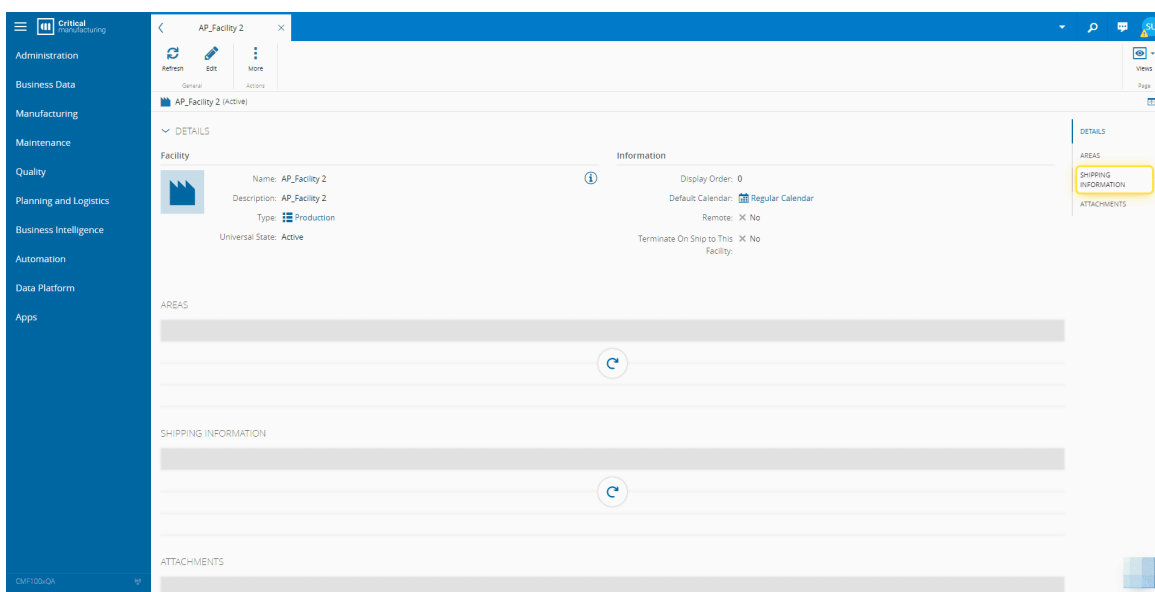 Critical
manufacturing
AP_Facility 2
SU
Administration
Business Data
Manufacturing
Maintenance
Quality
Planning and Logistics
Business Intelligence
Automation
Data Platform
Apps
CMF100xQA
Refresh
Edit
More
Views
General
Actions
Page
AP_Facility 2 (Active)
DETAILS
Facility
Name: AP_Facility 2
Description: AP_Facility 2
Type: Production
Universal State: Active
Information
Display Order: 0
Default Calendar: Regular Calendar
Remote: No
Terminate On Ship to This Facility: No
AREAS
SHIPPING INFORMATION
ATTACHMENTS
DETAILS
AREAS
SHIPPING
INFORMATION
ATTACHMENTS